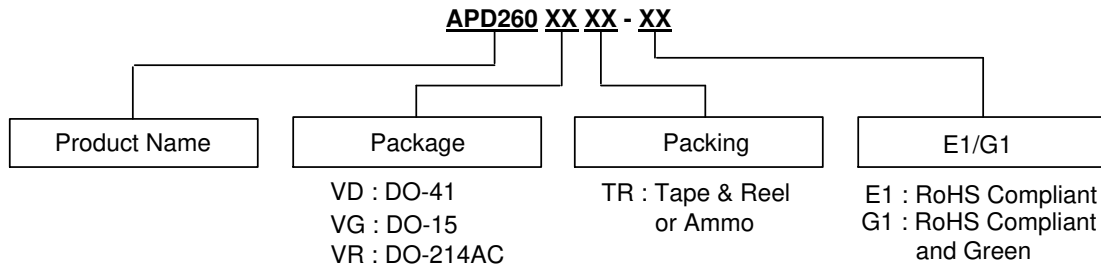 APD260 XX XX - XX
Product Name
Package
Packing
E1/G1
VD : DO-41
VG : DO-15
VR : DO-214AC
TR : Tape & Reel
or Ammo
E1 : RoHS Compliant
G1 : RoHS Compliant
and Green